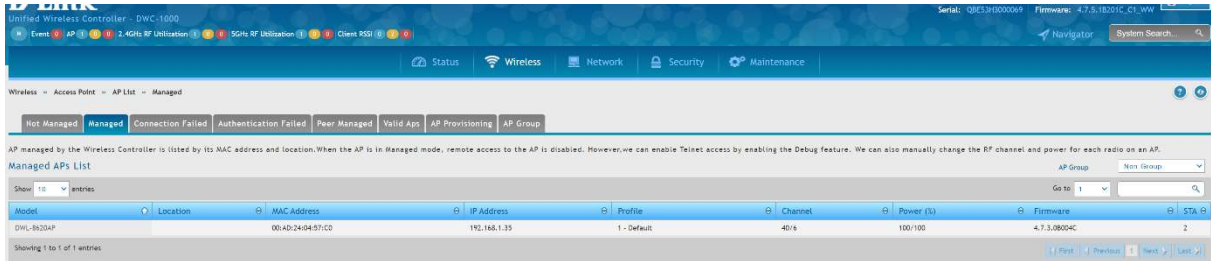 D-Link
Unified Wireless Controller - DWC-1000
Serial: QBES3H3000069 Firmware: 4.7.5.1B201C_C1_WW
Event 0 AP 1 0 0 2.4GHz RF Utilization 1 0 0 5GHz RF Utilization 1 0 0 Client RSSI 0 0 0
Navigator System Search...
Status Wireless Network Security Maintenance
Wireless » Access Point » AP List » Managed
Not Managed Managed Connection Failed Authentication Failed Peer Managed Valid Aps AP Provisioning AP Group
AP managed by the Wireless Controller is listed by its MAC address and location.When the AP is in Managed mode, remote access to the AP is disabled. However,we can enable Telnet access by enabling the Debug feature. We can also manually change the RF channel and power for each radio on an AP.
Managed APs List AP Group Non Group
Show 10 entries Go to 1
Model Location MAC Address IP Address Profile Channel Power (%) Firmware STA
DWL-8620AP 00:AD:24:04:57:C0 192.168.1.35 1 - Default 40/6 100/100 4.7.3.0B004C 2
Showing 1 to 1 of 1 entries First Previous 1 Next Last